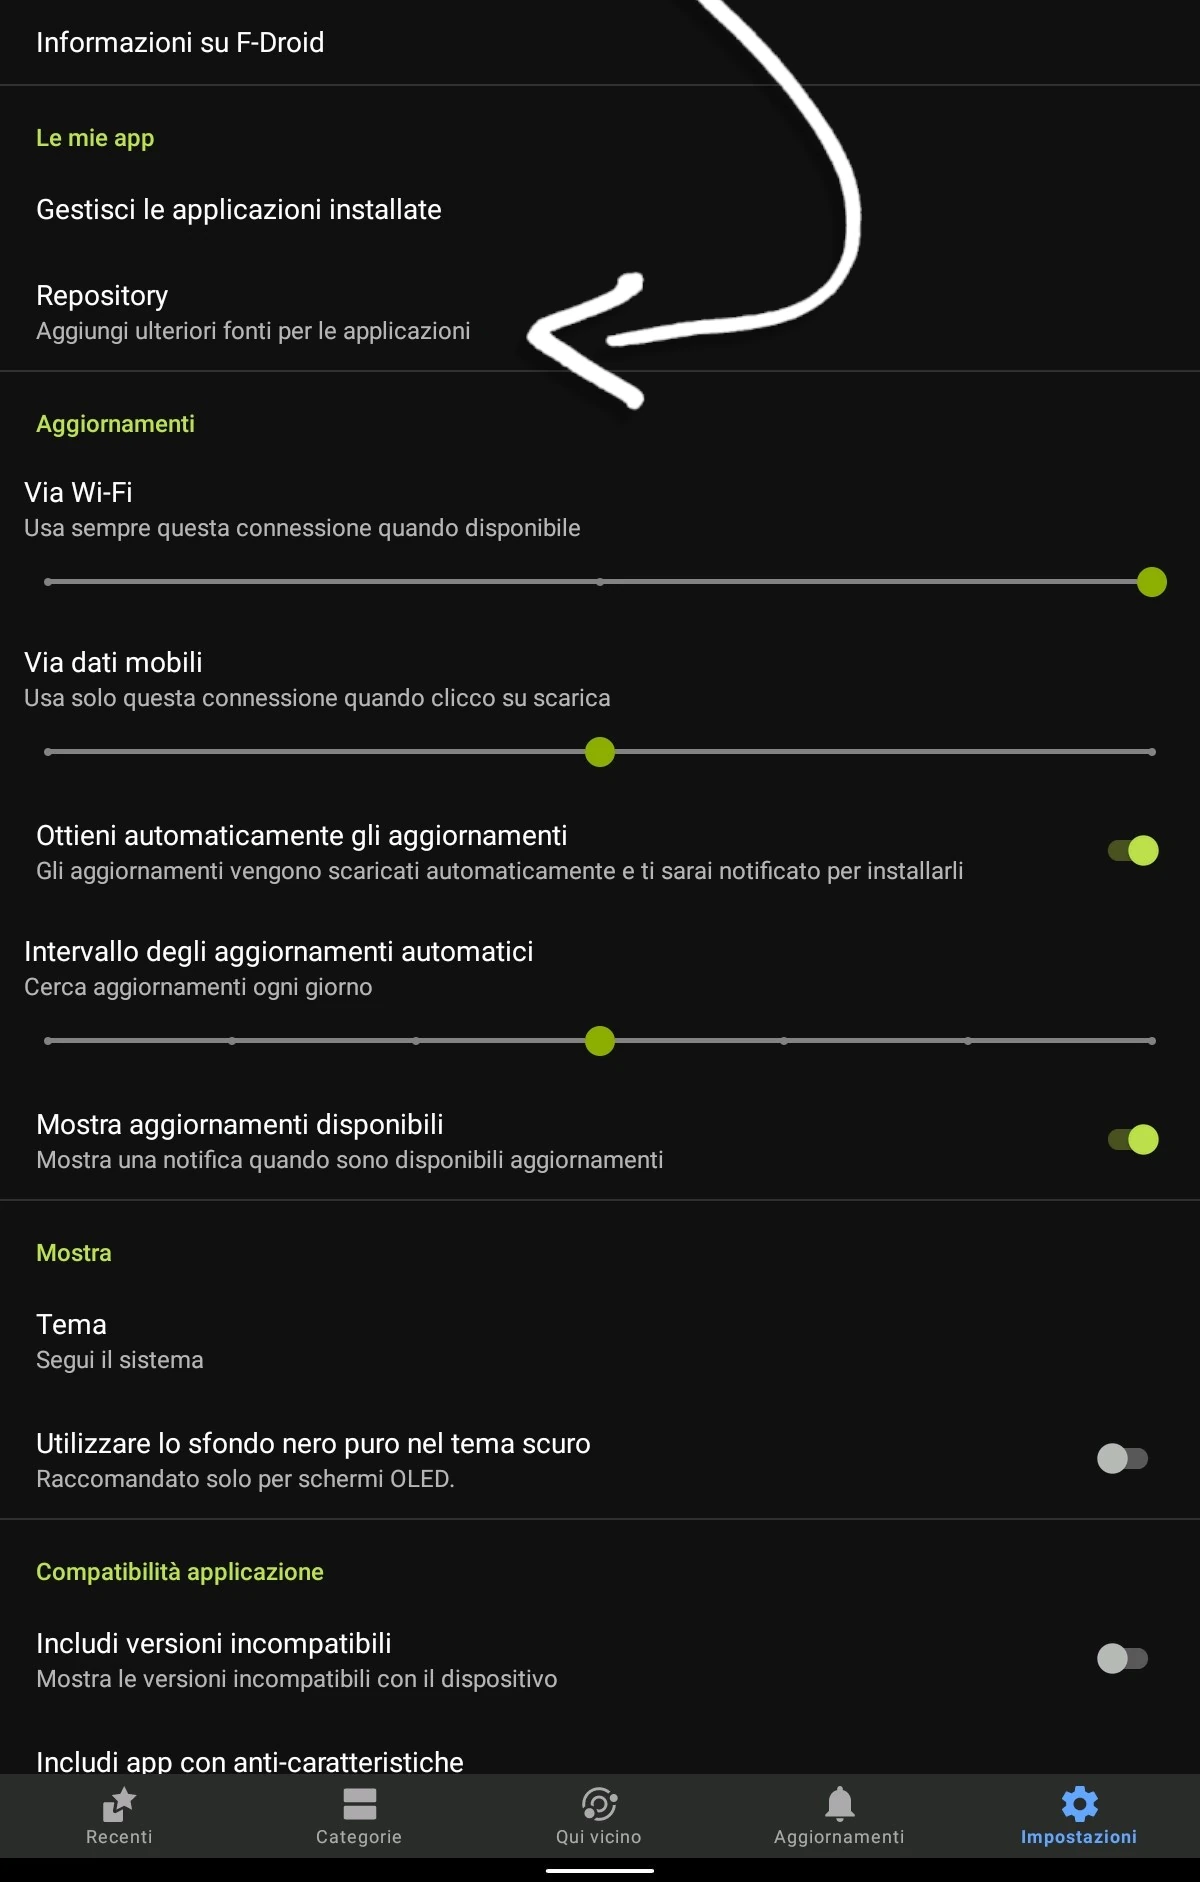 Informazioni su F-Droid
Le mie app
Gestisci le applicazioni installate
Repository
Aggiungi ulteriori fonti per le applicazioni
Aggiornamenti
Via Wi-Fi
Usa sempre questa connessione quando disponibile
Via dati mobili
Usa solo questa connessione quando clicco su scarica
Ottieni automaticamente gli aggiornamenti
Gli aggiornamenti vengono scaricati automaticamente e ti sarai notificato per installarli
Intervallo degli aggiornamenti automatici
Cerca aggiornamenti ogni giorno
Mostra aggiornamenti disponibili
Mostra una notifica quando sono disponibili aggiornamenti
Mostra
Tema
Segui il sistema
Utilizzare lo sfondo nero puro nel tema scuro
Raccomandato solo per schermi OLED.
Compatibilità applicazione
Includi versioni incompatibili
Mostra le versioni incompatibili con il dispositivo
Includi app con anti-caratteristiche
Recenti
Categorie
Qui vicino
Aggiornamenti
Impostazioni